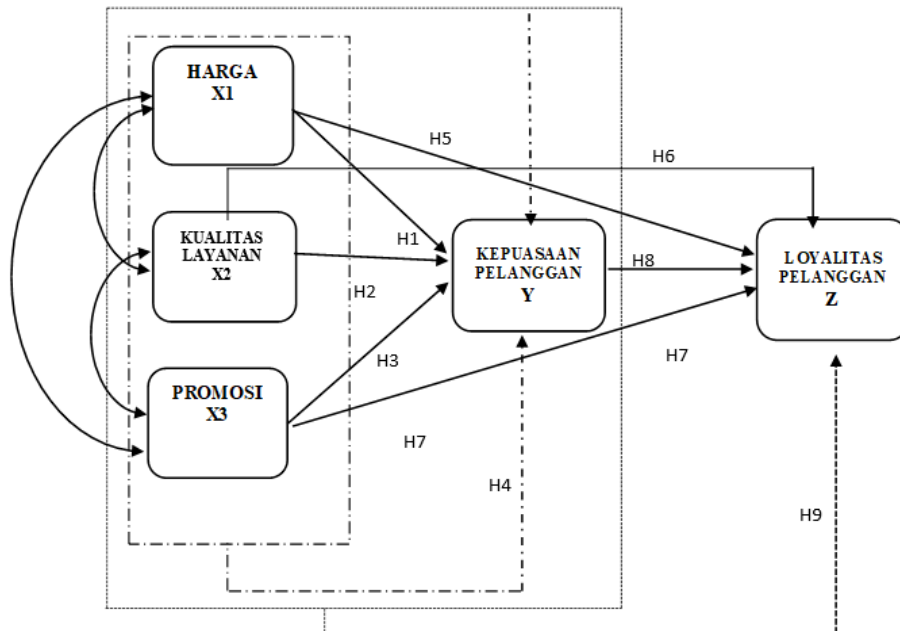 HARGA
X1
H5
H6
KUALITAS
LAYANAN
X2
H1
H2
KEPUASAAN
PELANGGAN
Y
H8
LOYALITAS
PELANGGAN
Z
PROMOSI
X3
H3
H7
H7
H4
H9